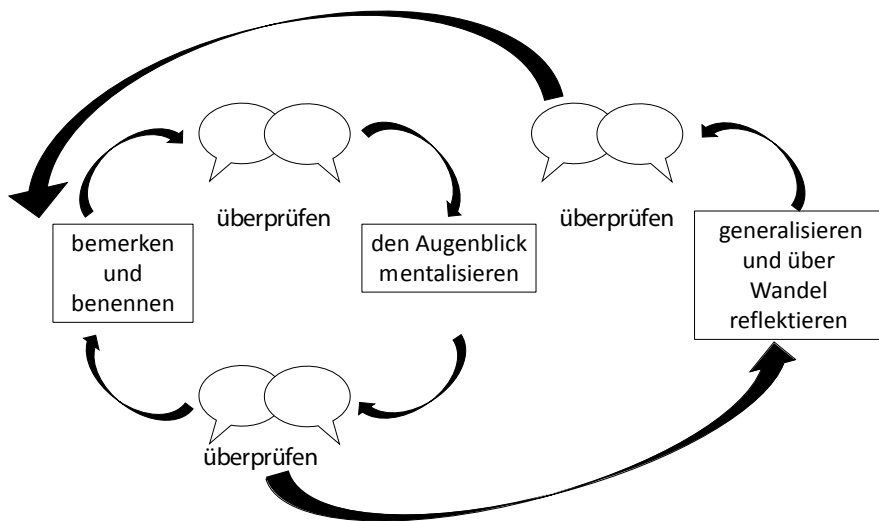 überprüfen
bemerken
und
benennen
den Augenblick
mentalisieren
überprüfen
generalisieren
und über
Wandel
reflektieren
überprüfen